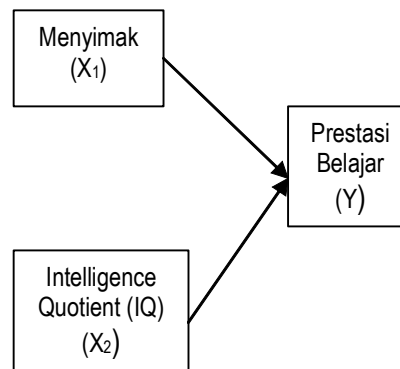 Menyimak
(X₁)
Prestasi
Belajar
(Y)
Intelligence
Quotient (IQ)
(X₂)